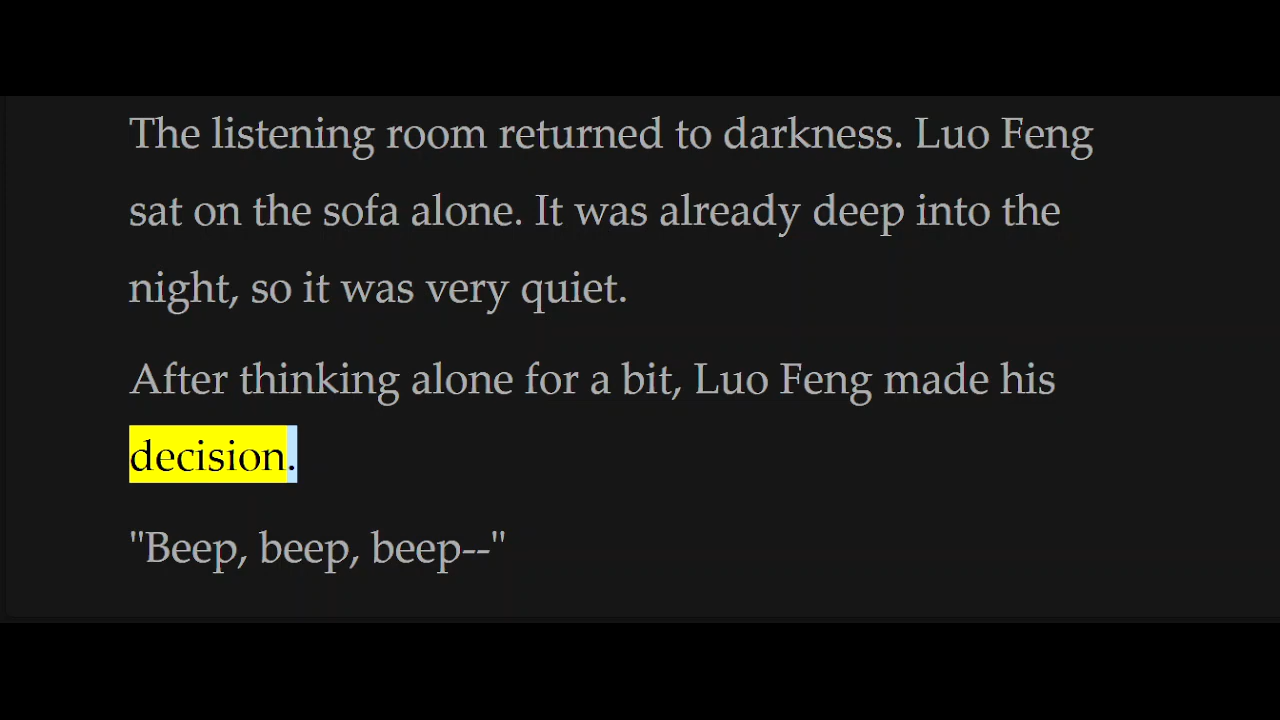 The listening room returned to darkness. Luo Feng
sat on the sofa alone. It was already deep into the
night, so it was very quiet.
After thinking alone for a bit, Luo Feng made his
decision.
"Beep, beep, beep--"